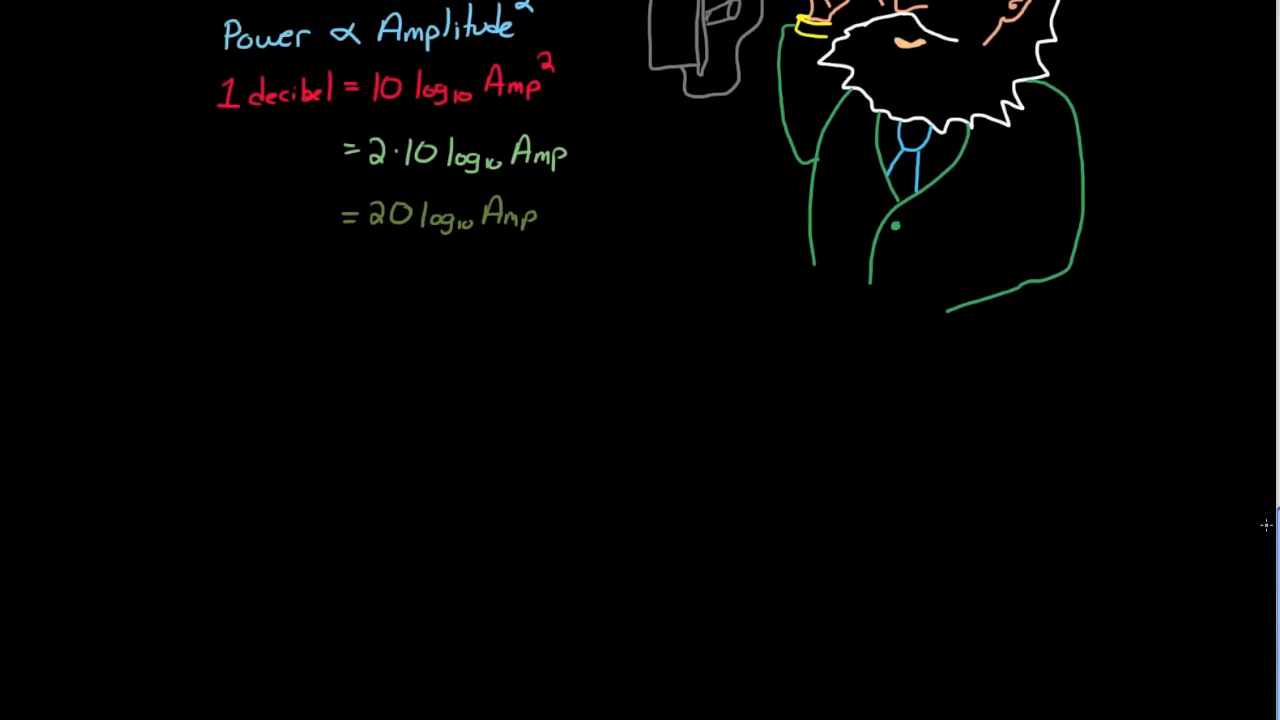 Power ∝ Amplitude²
1 decibel = 10 log₁₀ Amp²
= 2·10 log₁₀ Amp
= 20 log₁₀ Amp